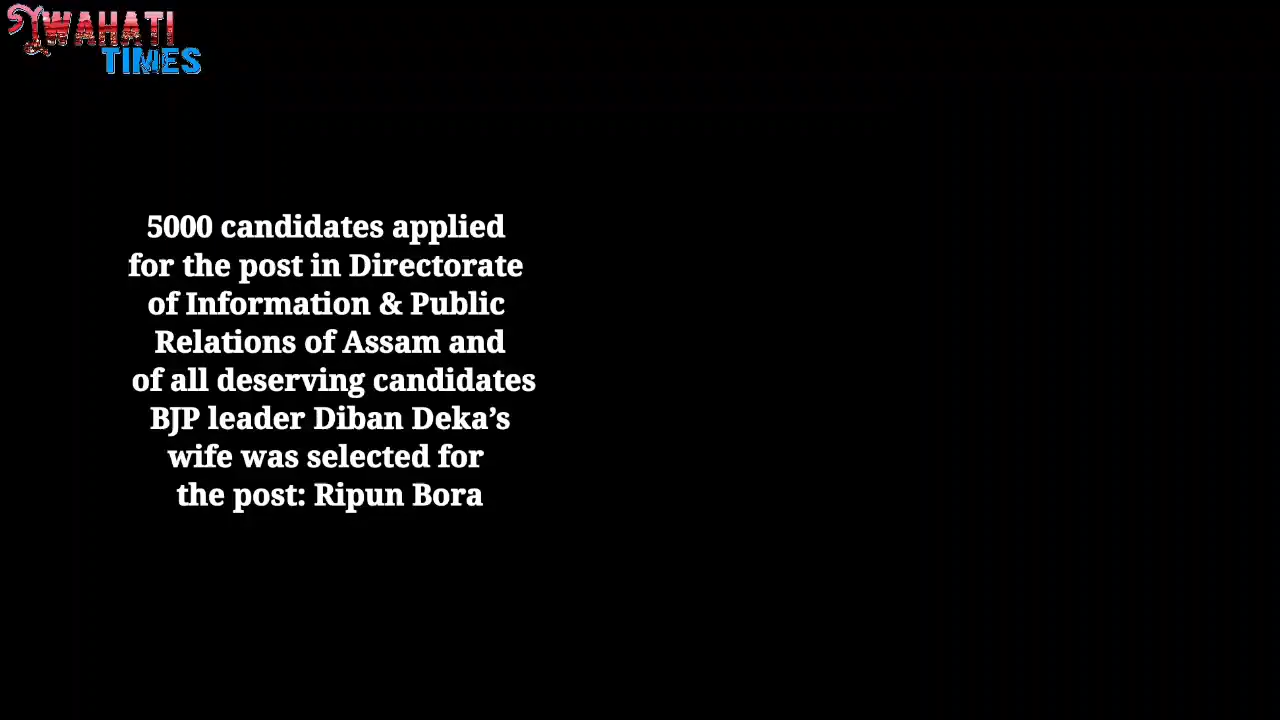 GWAHATI
TIMES
5000 candidates applied
for the post in Directorate
of Information & Public
Relations of Assam and
of all deserving candidates
BJP leader Diban Deka’s
wife was selected for
the post: Ripun Bora